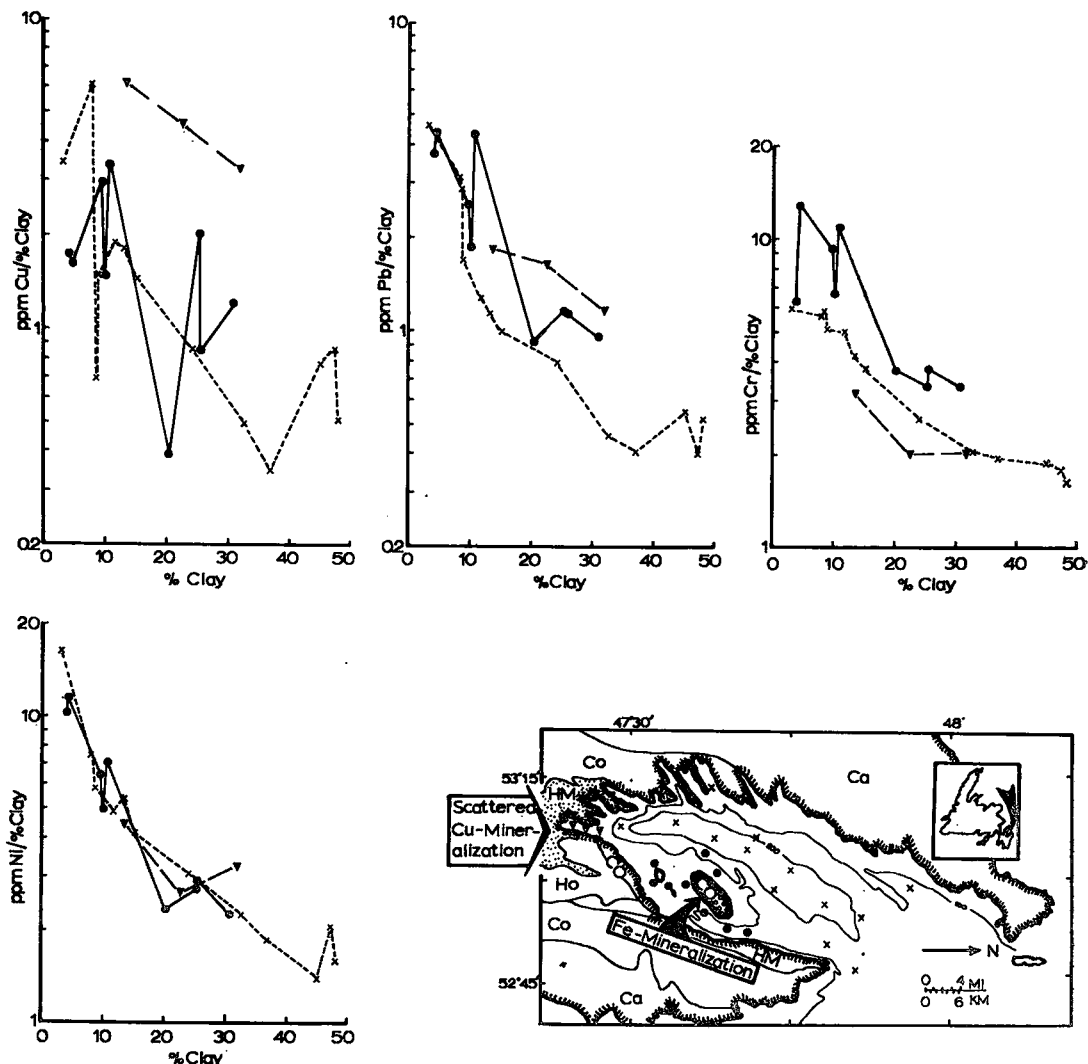 10
1
0.2
ppm Cu/%Clay
0 10 20 30 40 50
% Clay
10
1
0.2
ppm Pb/%Clay
0 10 20 30 40 50
%Clay
20
10
1
ppm Cr/%Clay
0 10 20 30 40 50
% Clay
20
10
1
ppm Ni/%Clay
0 10 20 30 40 50
%Clay
47°30' 48°
53°15'
52°45'
Co
Ca
HM
Scattered
Cu-Miner-
alization
Ho
Co
Fe-Mineralization
HM
Ca
N
0 4 MI
0 6 KM